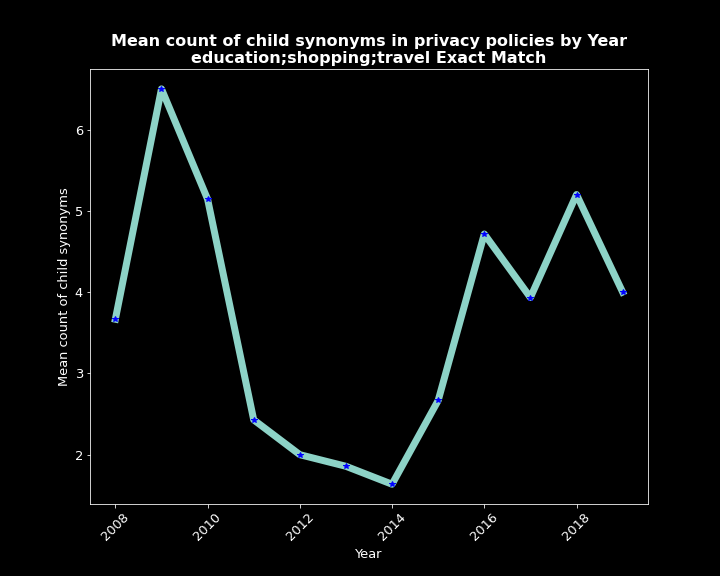 Mean count of child synonyms in privacy policies by Year
education;shopping;travel Exact Match
Mean count of child synonyms
6
5
4
3
2
2008
2010
2012
2014
2016
2018
Year